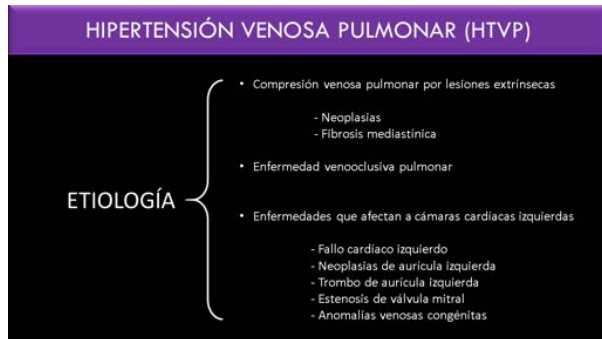 HIPERTENSIÓN VENOSA PULMONAR (HTVP)
• Compresión venosa pulmonar por lesiones extrínsecas
- Neoplasias
- Fibrosis mediastínica
• Enfermedad venooclusiva pulmonar
ETIOLOGÍA
• Enfermedades que afectan a cámaras cardíacas izquierdas
- Fallo cardíaco izquierdo
- Neoplasias de aurícula izquierda
- Trombo de aurícula izquierda
- Estenosis de válvula mitral
- Anomalías venosas congénitas